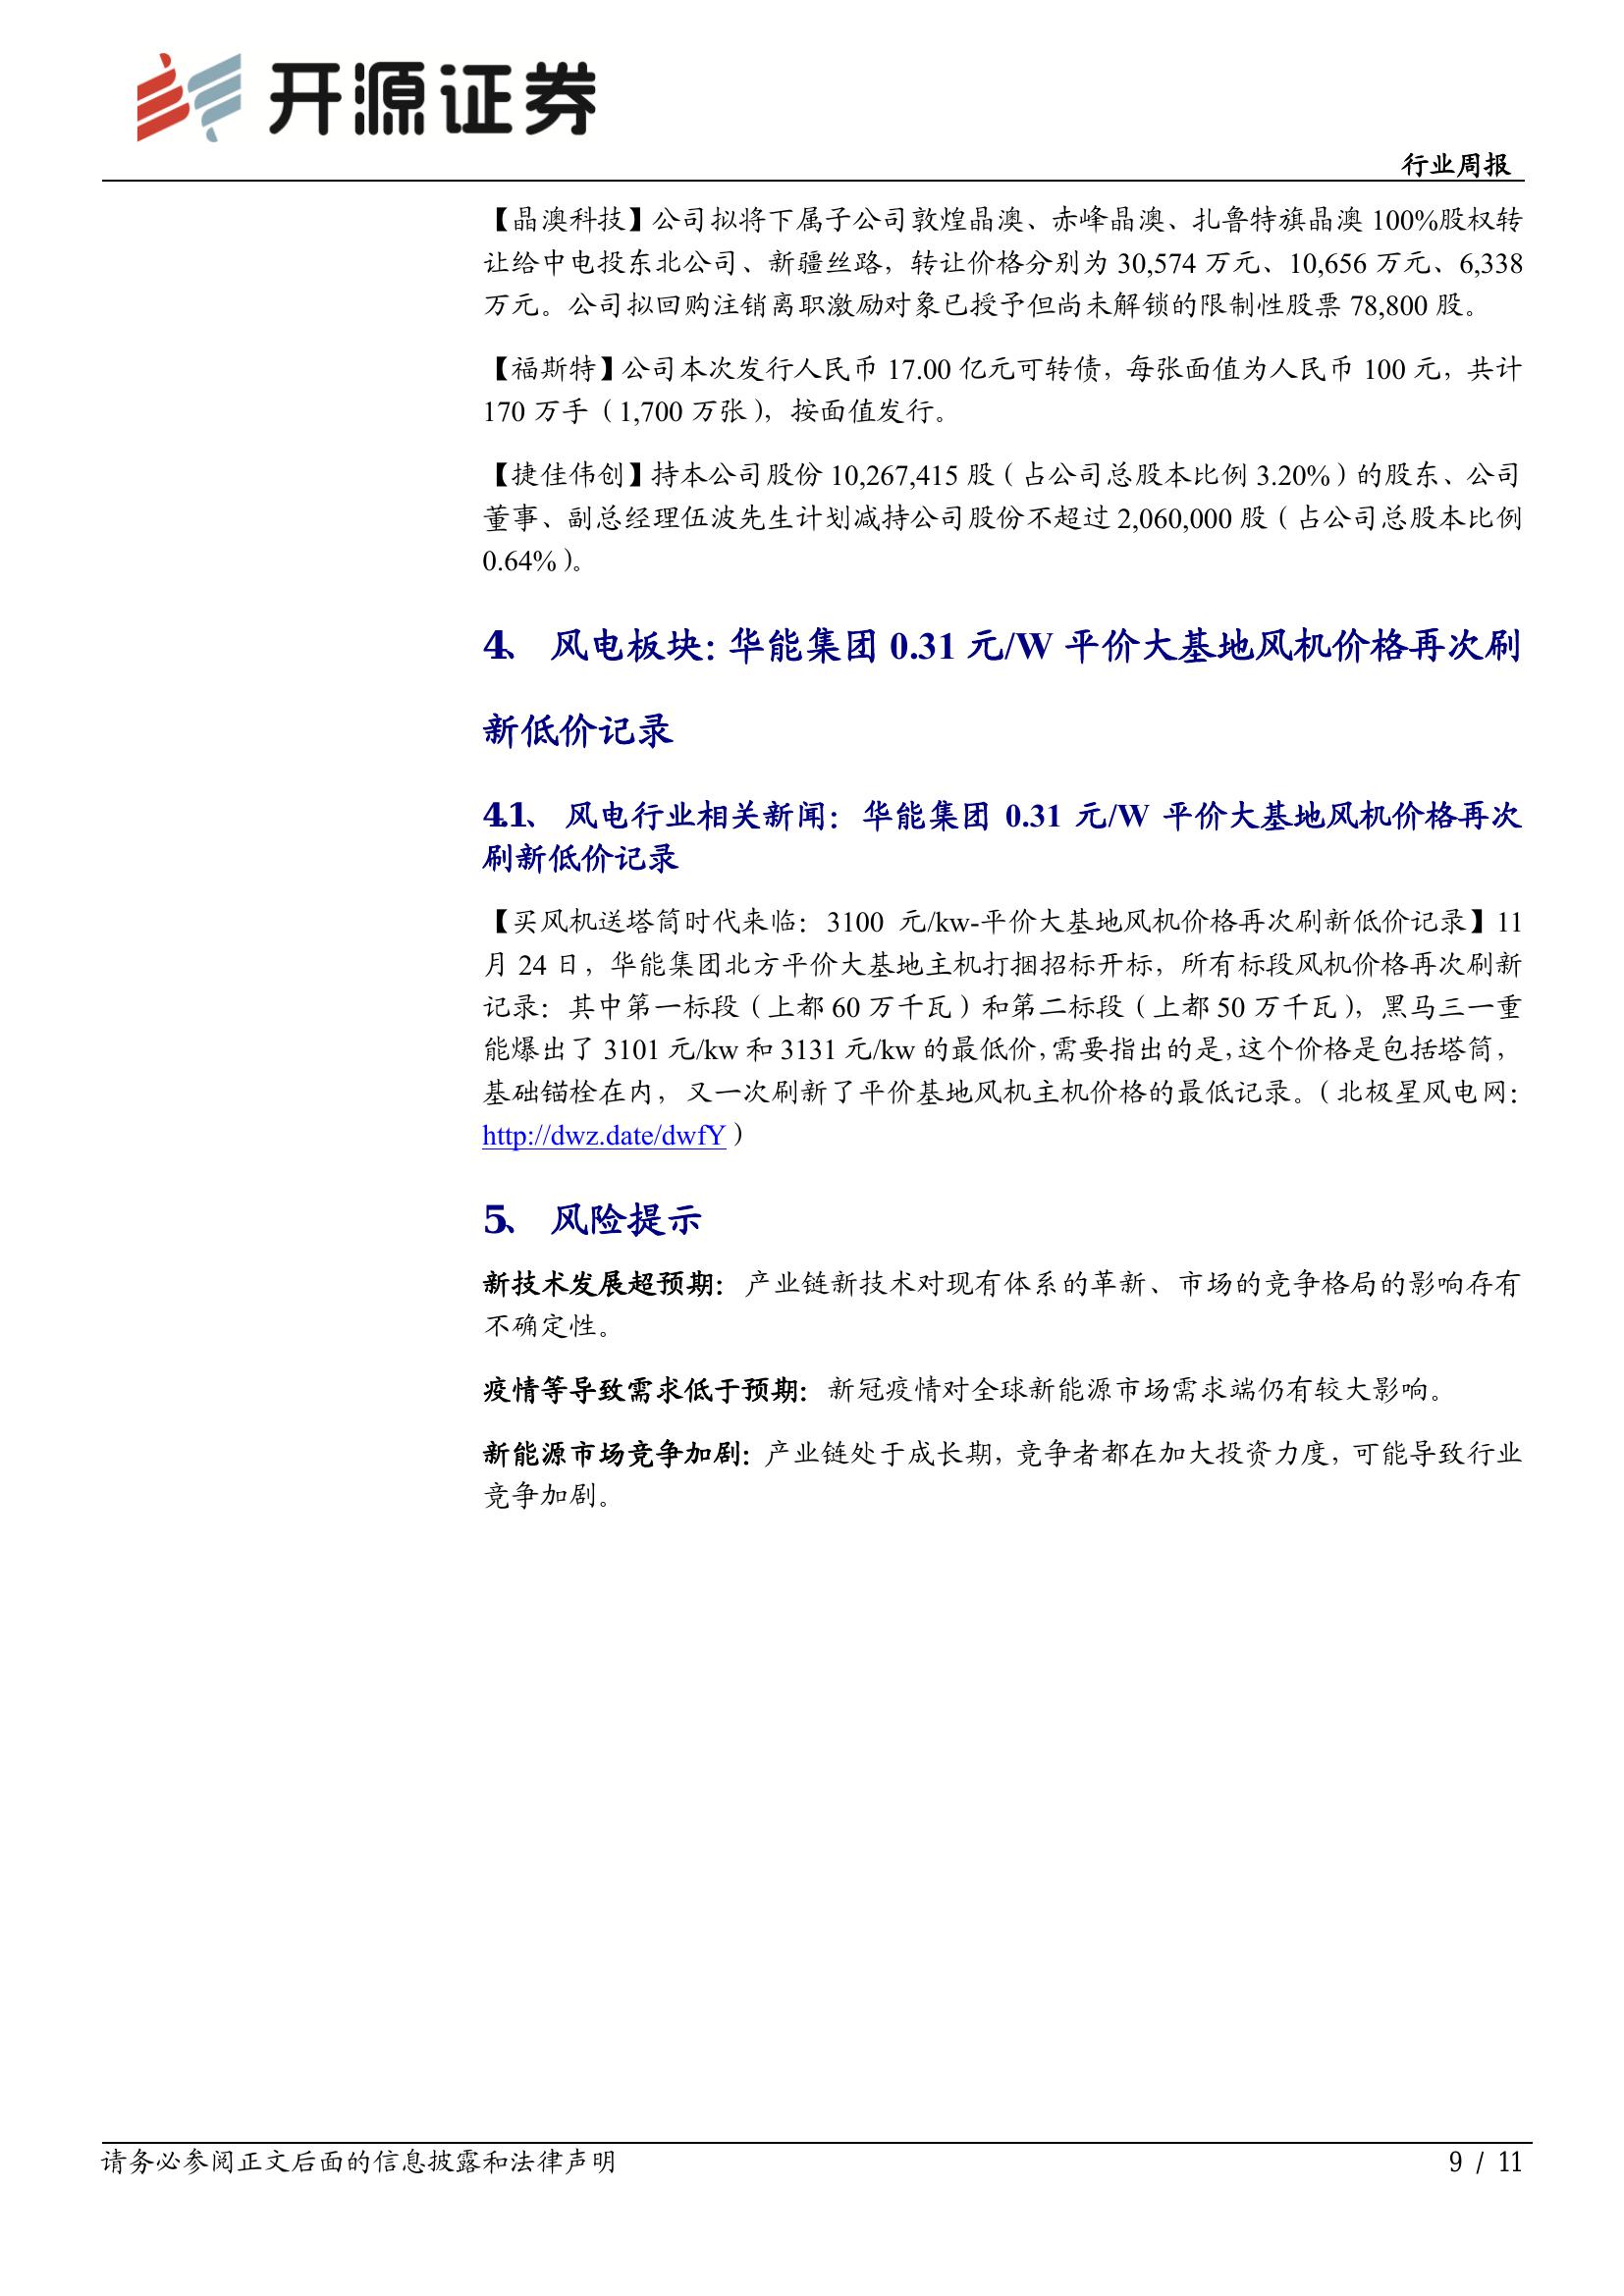 开源证券
行业周报
【晶澳科技】公司拟将下属子公司敦煌晶澳、赤峰晶澳、扎鲁特旗晶澳 100%股权转
让给中电投东北公司、新疆丝路，转让价格分别为 30,574 万元、10,656 万元、6,338
万元。公司拟回购注销离职激励对象已授予但尚未解锁的限制性股票 78,800 股。
【福斯特】公司本次发行人民币 17.00 亿元可转债，每张面值为人民币 100 元，共计
170 万手（1,700 万张），按面值发行。
【捷佳伟创】持本公司股份 10,267,415 股（占公司总股本比例 3.20%）的股东、公司
董事、副总经理伍波先生计划减持公司股份不超过 2,060,000 股（占公司总股本比例
0.64%）。
4、 风电板块：华能集团 0.31 元/W 平价大基地风机价格再次刷
新低价记录
4.1、 风电行业相关新闻：华能集团 0.31 元/W 平价大基地风机价格再次
刷新低价记录
【买风机送塔筒时代来临：3100 元/kw-平价大基地风机价格再次刷新低价记录】11
月 24 日，华能集团北方平价大基地主机打捆招标开标，所有标段风机价格再次刷新
记录：其中第一标段（上都 60 万千瓦）和第二标段（上都 50 万千瓦），黑马三一重
能爆出了 3101 元/kw 和 3131 元/kw 的最低价，需要指出的是，这个价格是包括塔筒，
基础锚栓在内，又一次刷新了平价基地风机主机价格的最低记录。（北极星风电网：
http://dwz.date/dwfY）
5、 风险提示
新技术发展超预期：产业链新技术对现有体系的革新、市场的竞争格局的影响存有
不确定性。
疫情等导致需求低于预期：新冠疫情对全球新能源市场需求端仍有较大影响。
新能源市场竞争加剧：产业链处于成长期，竞争者都在加大投资力度，可能导致行业
竞争加剧。
请务必参阅正文后面的信息披露和法律声明
9 / 11